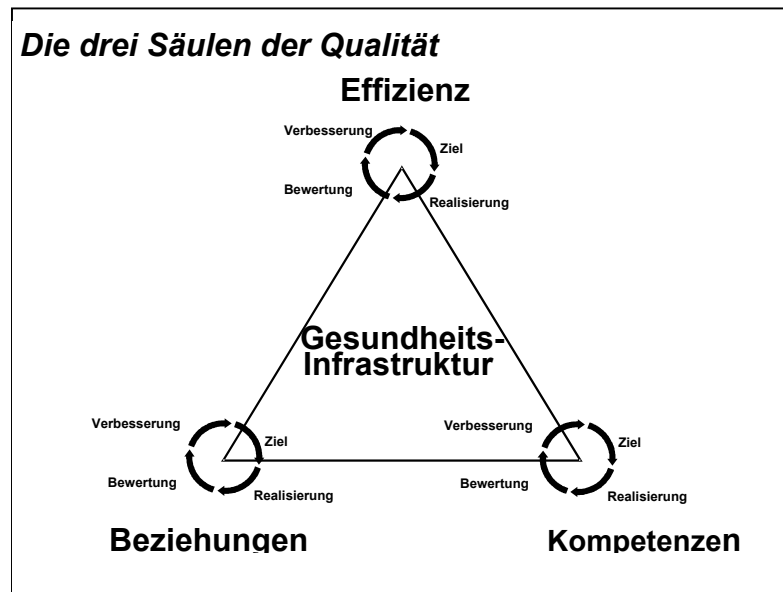 Die drei Säulen der Qualität
Effizienz
Verbesserung
Ziel
Bewertung
Realisierung
Gesundheits-
Infrastruktur
Verbesserung
Ziel
Bewertung
Realisierung
Verbesserung
Ziel
Bewertung
Realisierung
Beziehungen
Kompetenzen